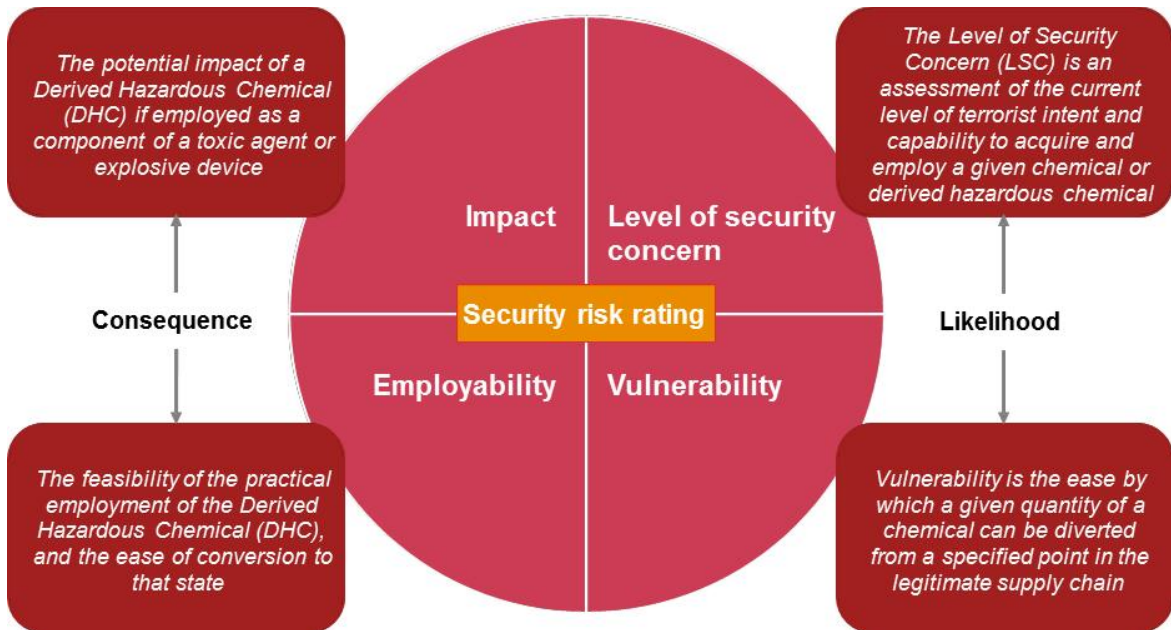 The potential impact of a
Derived Hazardous Chemical
(DHC) if employed as a
component of a toxic agent or
explosive device
The Level of Security
Concern (LSC) is an
assessment of the current
level of terrorist intent and
capability to acquire and
employ a given chemical or
derived hazardous chemical
Impact
Level of security
concern
Consequence
Security risk rating
Likelihood
Employability
Vulnerability
The feasibility of the practical
employment of the Derived
Hazardous Chemical (DHC),
and the ease of conversion to
that state
Vulnerability is the ease by
which a given quantity of a
chemical can be diverted
from a specified point in the
legitimate supply chain